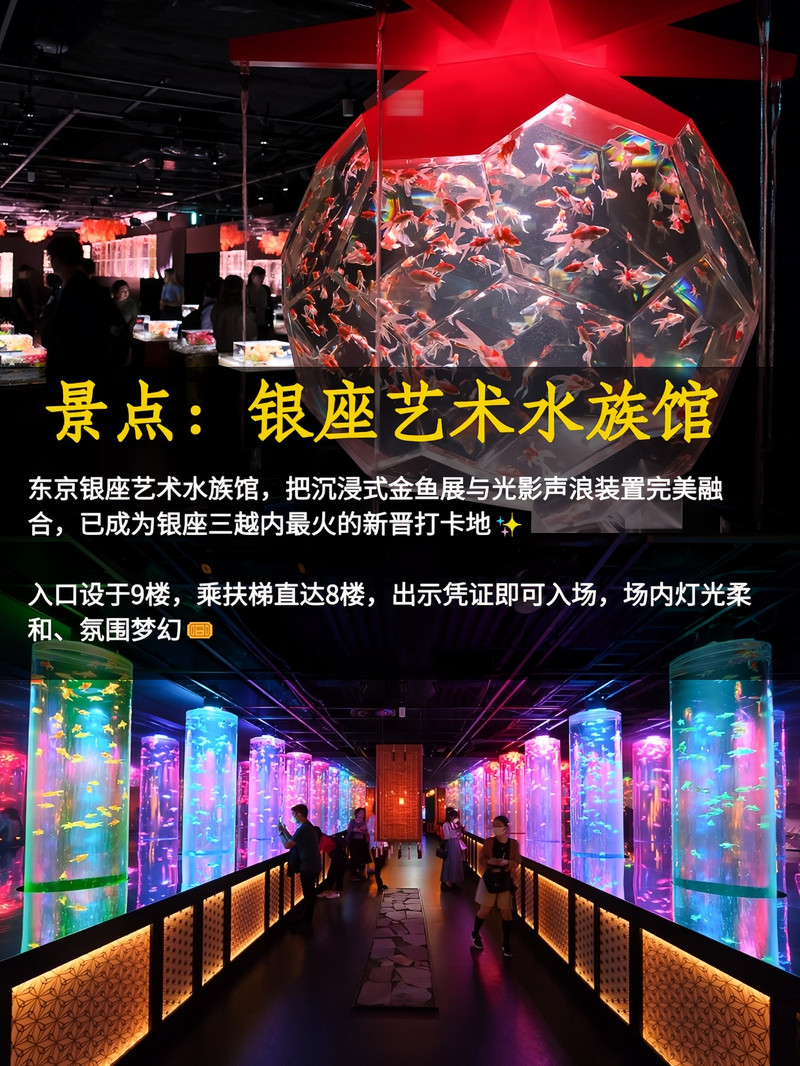 景点：银座艺术水族馆
东京银座艺术水族馆，把沉浸式金鱼展与光影声浪装置完美融
合，已成为银座三越内最火的新晋打卡地✨
入口设于9楼，乘扶梯直达8楼，出示凭证即可入场，场内灯光柔
和、氛围梦幻🎫